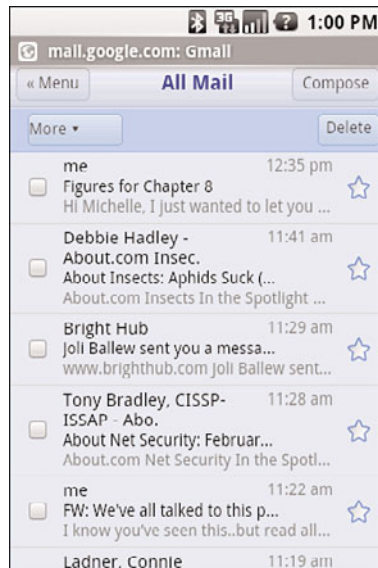 3G 1:00 PM
mail.google.com: Gmail
« Menu All Mail Compose
More ▾ Delete
me 12:35 pm
Figures for Chapter 8
Hi Michelle, I just wanted to let you ...
Debbie Hadley - 11:41 am
About.com Insec.
About Insects: Aphids Suck (...
About.com Insects In the Spotlight ...
Bright Hub 11:29 am
Joli Ballew sent you a messa...
www.brighthub.com Joli Ballew sent...
Tony Bradley, CISSP- 11:28 am
ISSAP - Abo.
About Net Security: Februar...
About.com Net Security In the Spotl...
me 11:22 am
FW: We've all talked to this p...
I know you've seen this..but read all...
Ladner, Connie 11:19 am